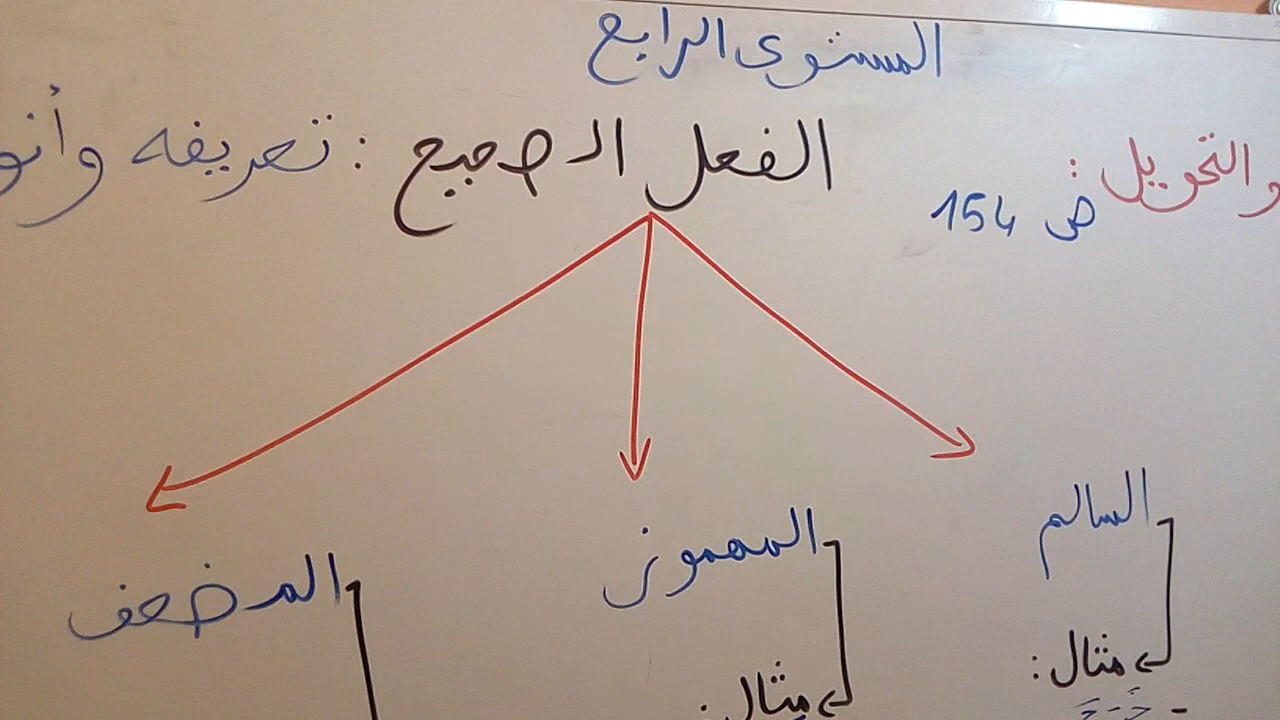 المستوى الرابع
والتحويل:
ص 154
الفعل الصحيح: تعريفه وأنو
السالم
المهموز
المضعف
مثال:
مثال: